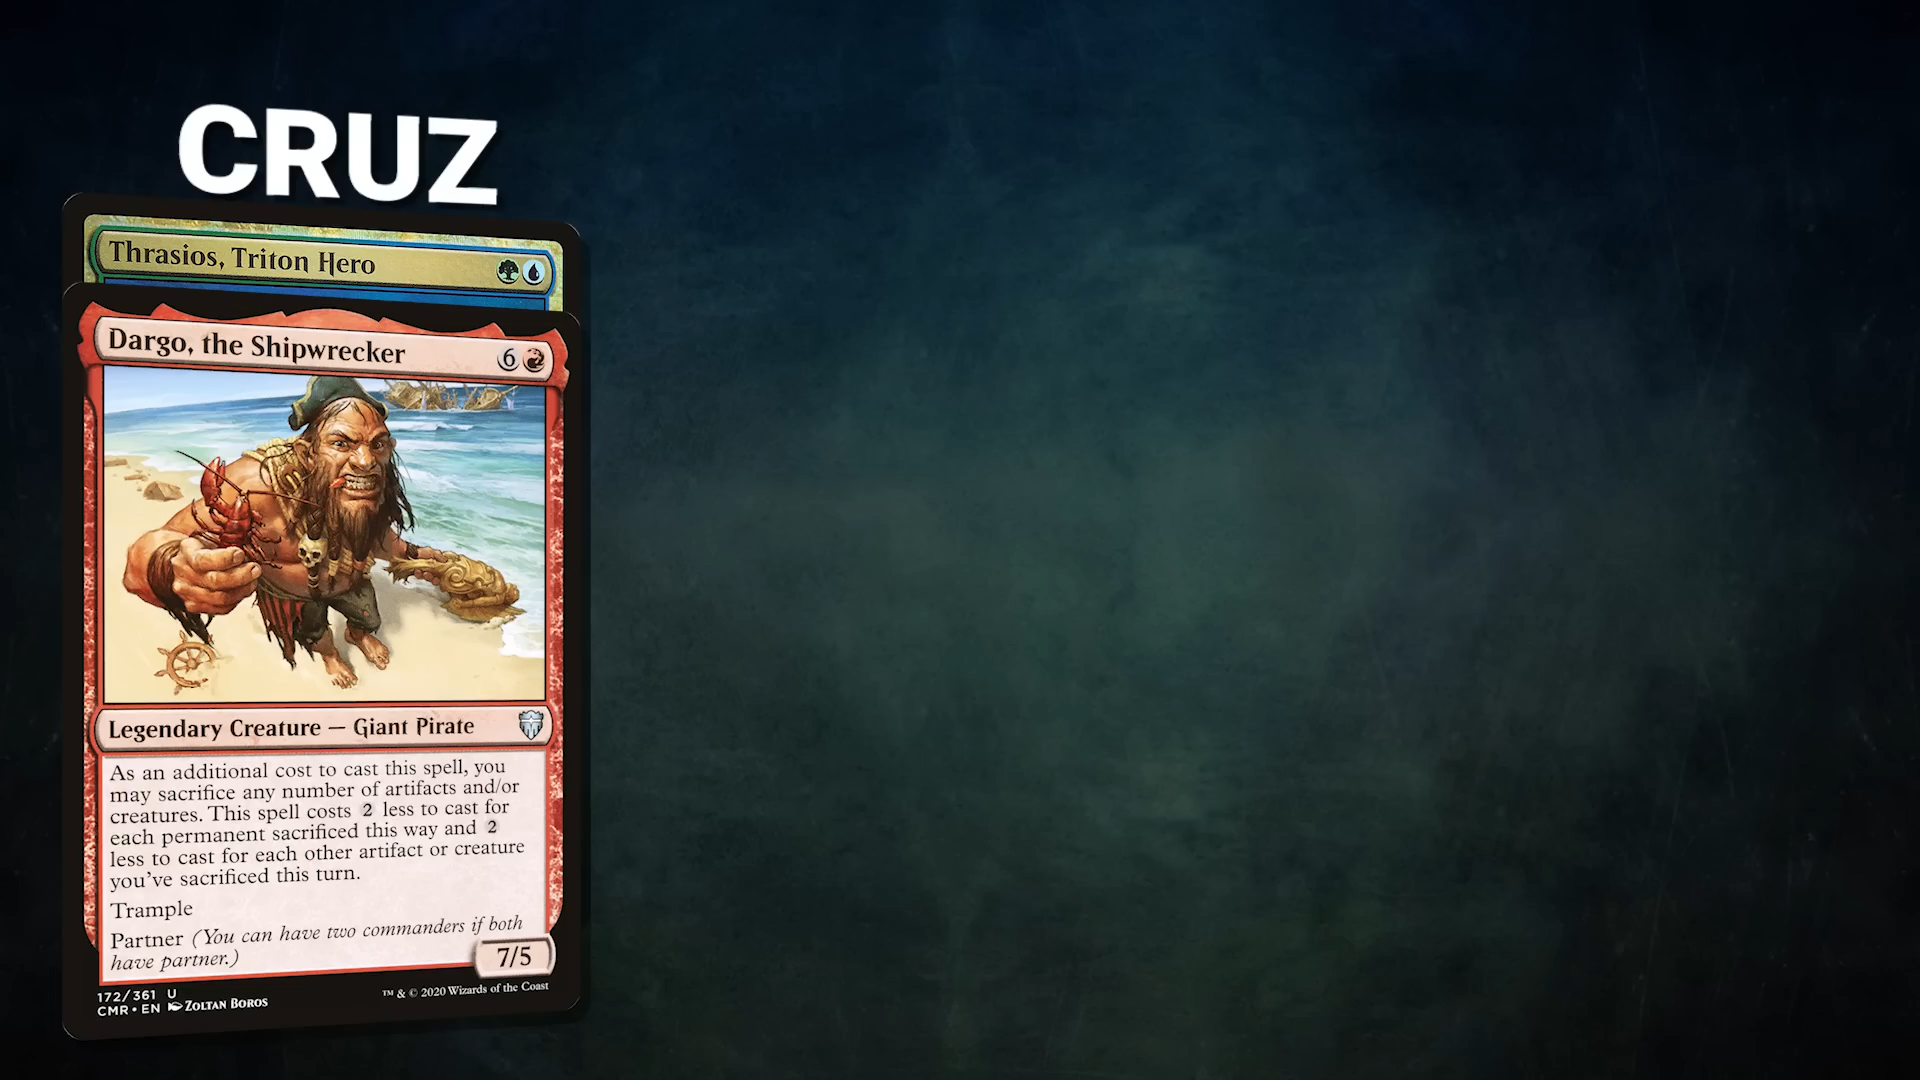 CRUZ
Thrasios, Triton Hero
Dargo, the Shipwrecker 6
Legendary Creature — Giant Pirate
As an additional cost to cast this spell, you
may sacrifice any number of artifacts and/or
creatures. This spell costs 2 less to cast for
each permanent sacrificed this way and 2
less to cast for each other artifact or creature
you've sacrificed this turn.
Trample
Partner (You can have two commanders if both
have partner.)
7/5
172/361 U
CMR • EN ZOLTAN BOROS
™ & © 2020 Wizards of the Coast